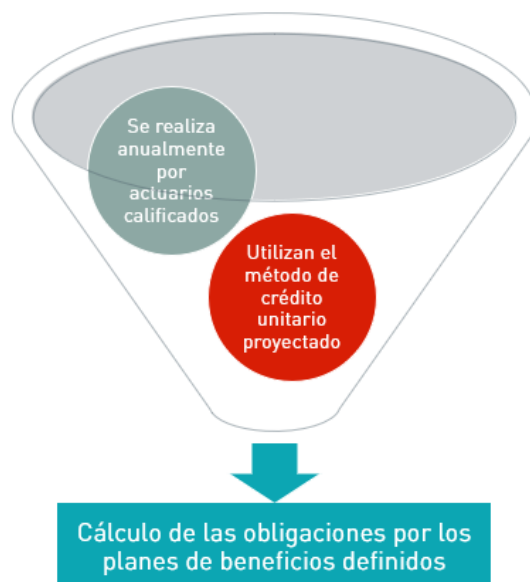 Se realiza
anualmente
por
actuarios
calificados
Utilizan el
método de
crédito
unitario
proyectado
Cálculo de las obligaciones por los
planes de beneficios definidos